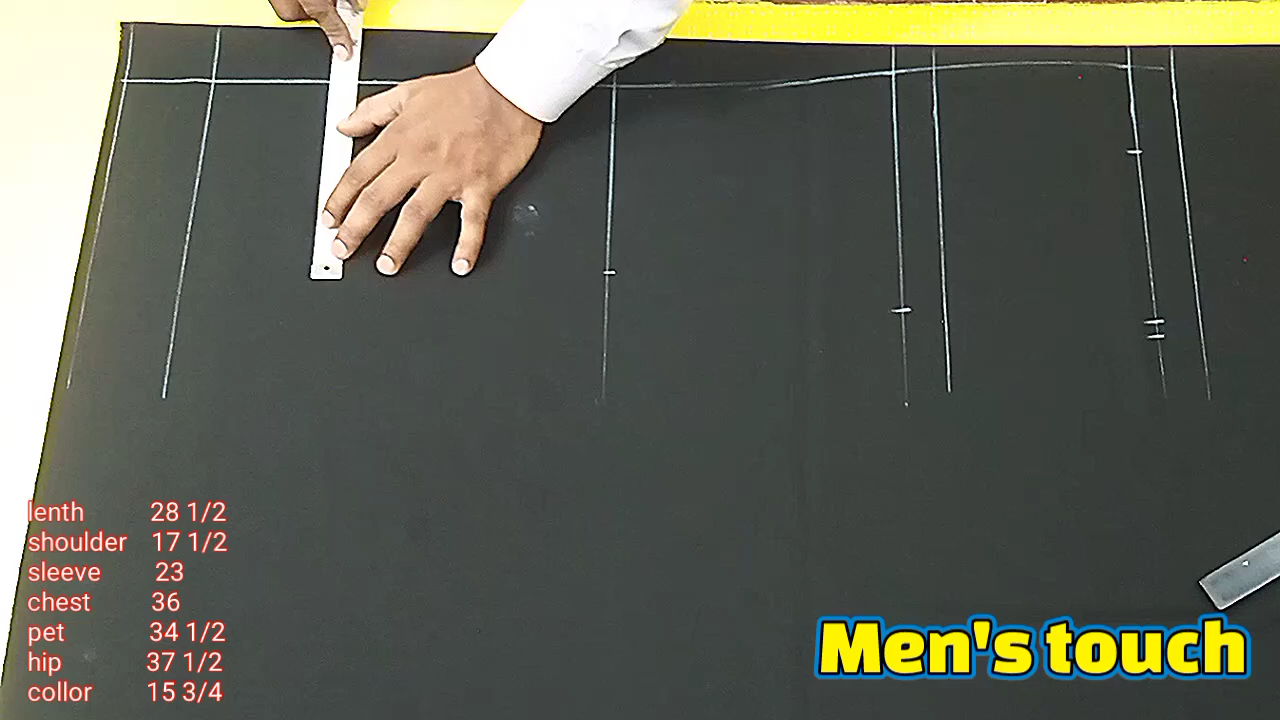 lenth 28 1/2
shoulder 17 1/2
sleeve 23
chest 36
pet 34 1/2
hip 37 1/2
collor 15 3/4
Men's touch